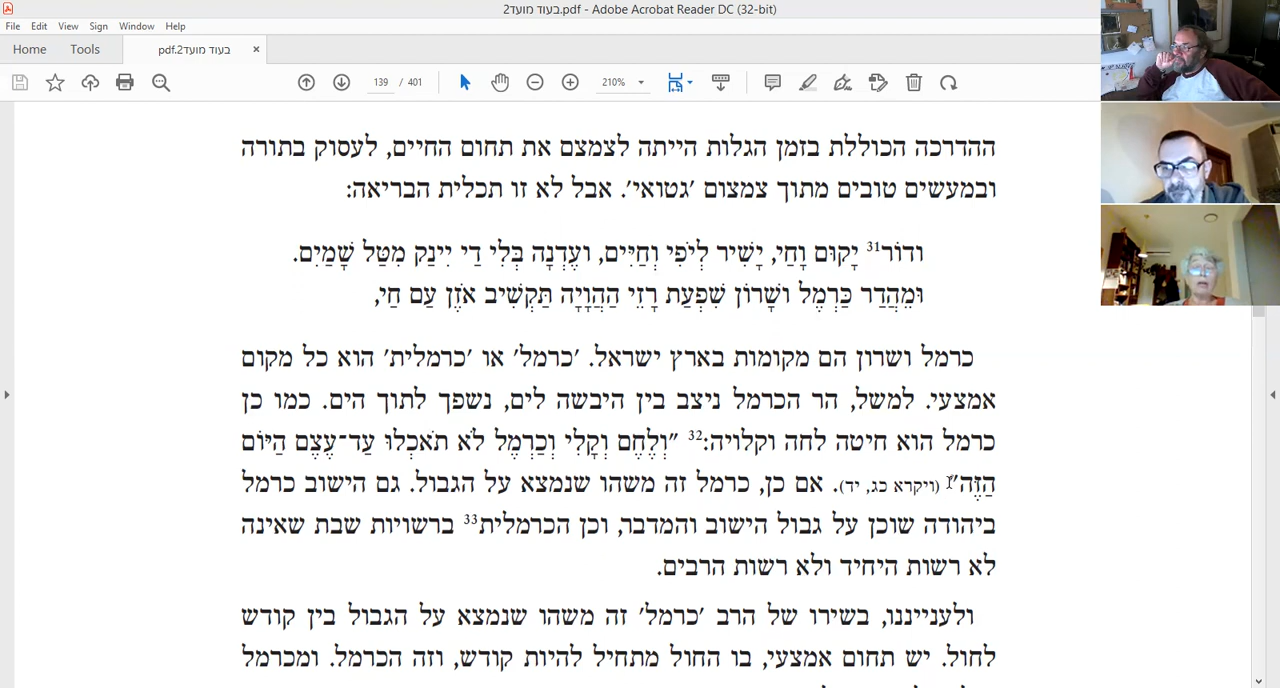 בעוד מועד2.pdf - Adobe Acrobat Reader DC (32-bit)
File Edit View Sign Window Help
Home Tools בעוד מועד2.pdf ×
139 / 401 210%
ההדרכה הכוללת בזמן הגלות הייתה לצמצם את תחום החיים, לעסוק בתורה
ובמעשים טובים מתוך צמצום 'גטואי'. אבל לא זו תכלית הבריאה:
ודוֹר31 יָקוּם וָחַי, יָשִׁיר לְיֹפִי וְחַיִּים, ועֶדְנָה בְּלִי דַי יִינַק מִטַּל שָׁמַיִם.
וּמֵהֲדַר כַּרְמֶל ושָׁרוֹן שִׁפְעַת רָזֵי הַהֲוָיָה תַּקְשִׁיב אֹזֶן עַם חַי,
כרמל ושרון הם מקומות בארץ ישראל. 'כרמל' או 'כרמלית' הוא כל מקום
אמצעי. למשל, הר הכרמל ניצב בין היבשה לים, נשפך לתוך הים. כמו כן
כרמל הוא חיטה לחה וקלויה:32 "וְלֶחֶם וְקָלִי וְכַרְמֶל לֹא תֹאכְלוּ עַד־עֶצֶם הַיּוֹם
הַזֶּה" (ויקרא כג, יד). אם כן, כרמל זה משהו שנמצא על הגבול. גם הישוב כרמל
ביהודה שוכן על גבול הישוב והמדבר, וכן הכרמלית33 ברשויות שבת שאינה
לא רשות היחיד ולא רשות הרבים.
ולענייננו, בשירו של הרב 'כרמל' זה משהו שנמצא על הגבול בין קודש
לחול. יש תחום אמצעי, בו החול מתחיל להיות קודש, וזה הכרמל. ומכרמל